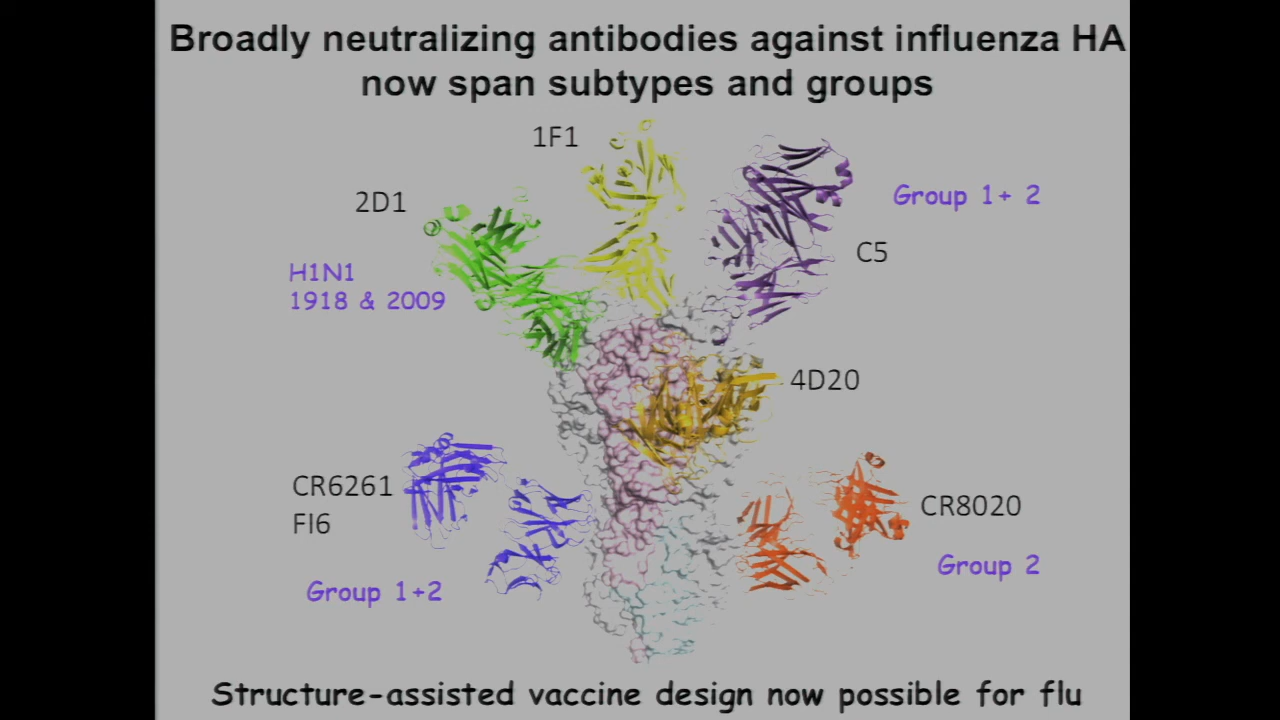 Broadly neutralizing antibodies against influenza HA
now span subtypes and groups
1F1
2D1
Group 1+ 2
C5
H1N1
1918 & 2009
4D20
CR6261
FI6
CR8020
Group 2
Group 1+2
Structure-assisted vaccine design now possible for flu